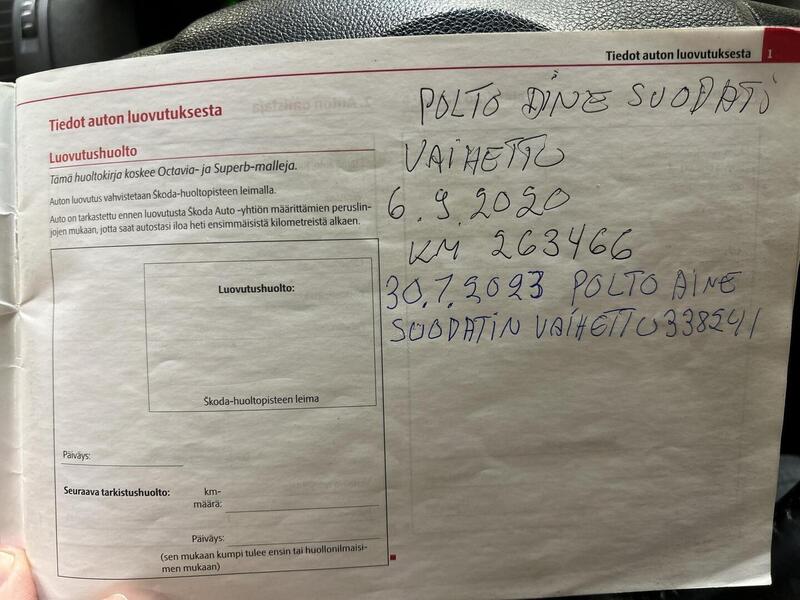 Tiedot auton luovutuksesta 1
Tiedot auton luovutuksesta
Luovutushuolto
Tämä huoltokirja koskee Octavia- ja Superb-malleja.
Auton luovutus vahvistetaan Škoda-huoltopisteen leimalla.
Auto on tarkastettu ennen luovutusta Škoda Auto -yhtiön määrittämien peruslin-
jojen mukaan, jotta saat autostasi iloa heti ensimmäisistä kilometreistä alkaen.
Luovutushuolto:
Škoda-huoltopisteen leima
Päiväys:
Seuraava tarkistushuolto:
km-
määrä:
Päiväys:
(sen mukaan kumpi tulee ensin tai huollonilmaisi-
men mukaan)
POLTO AINE SUODATI
VAIHETTU
6.9.2020
KM 263466
30.7.2023 POLTO AINE
SUODATIN VAIHETTU 338541